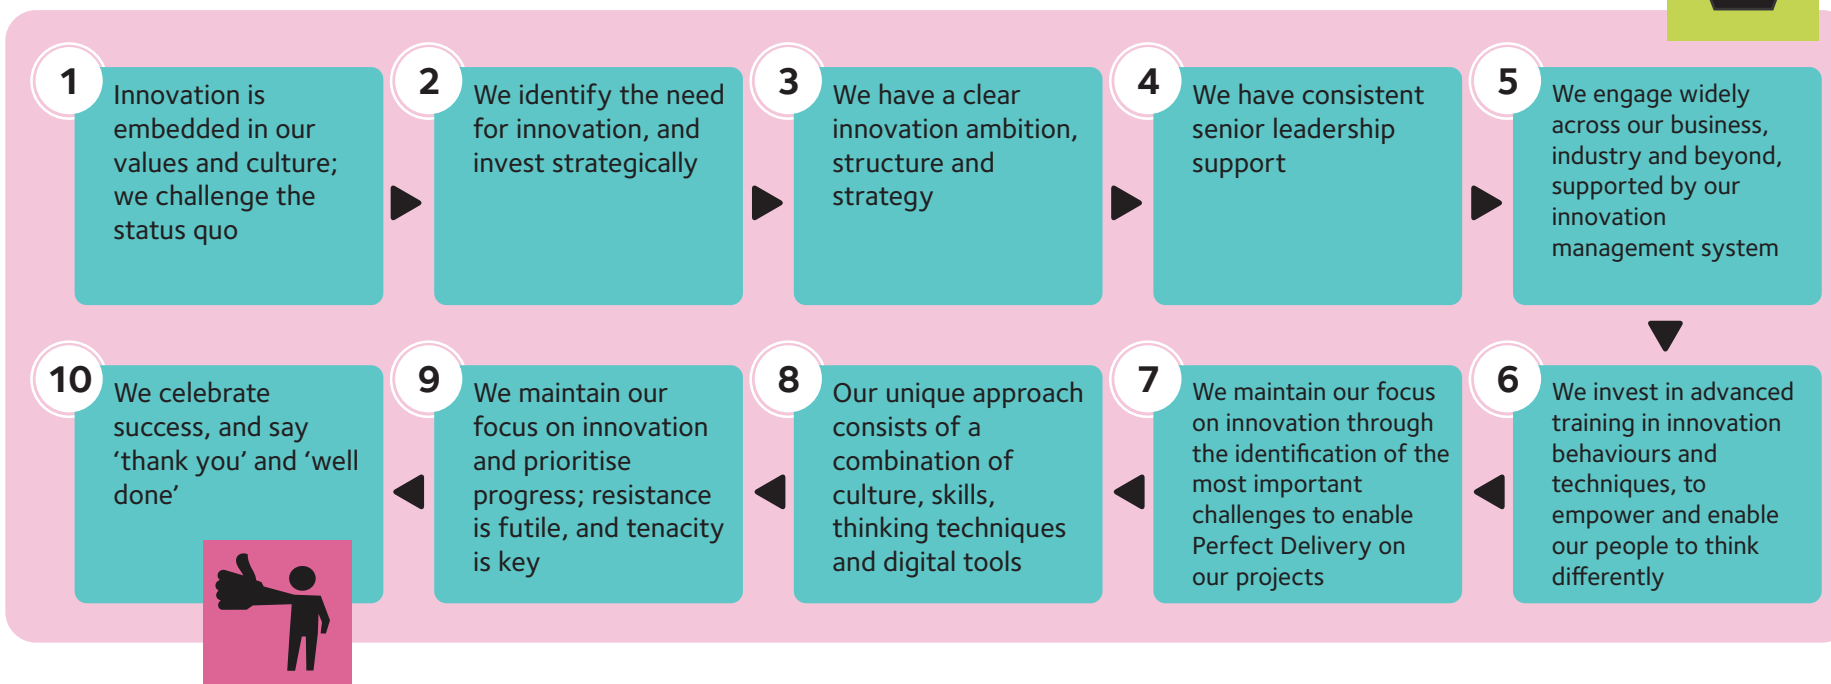 1
Innovation is
embedded in our
values and culture;
we challenge the
status quo
2
We identify the need
for innovation, and
invest strategically
3
We have a clear
innovation ambition,
structure and
strategy
4
We have consistent
senior leadership
support
5
We engage widely
across our business,
industry and beyond,
supported by our
innovation
management system
6
We invest in advanced
training in innovation
behaviours and
techniques, to
empower and enable
our people to think
differently
7
We maintain our focus
on innovation through
the identification of the
most important
challenges to enable
Perfect Delivery on
our projects
8
Our unique approach
consists of a
combination of
culture, skills,
thinking techniques
and digital tools
9
We maintain our
focus on innovation
and prioritise
progress; resistance
is futile, and tenacity
is key
10
We celebrate
success, and say
‘thank you’ and ‘well
done’